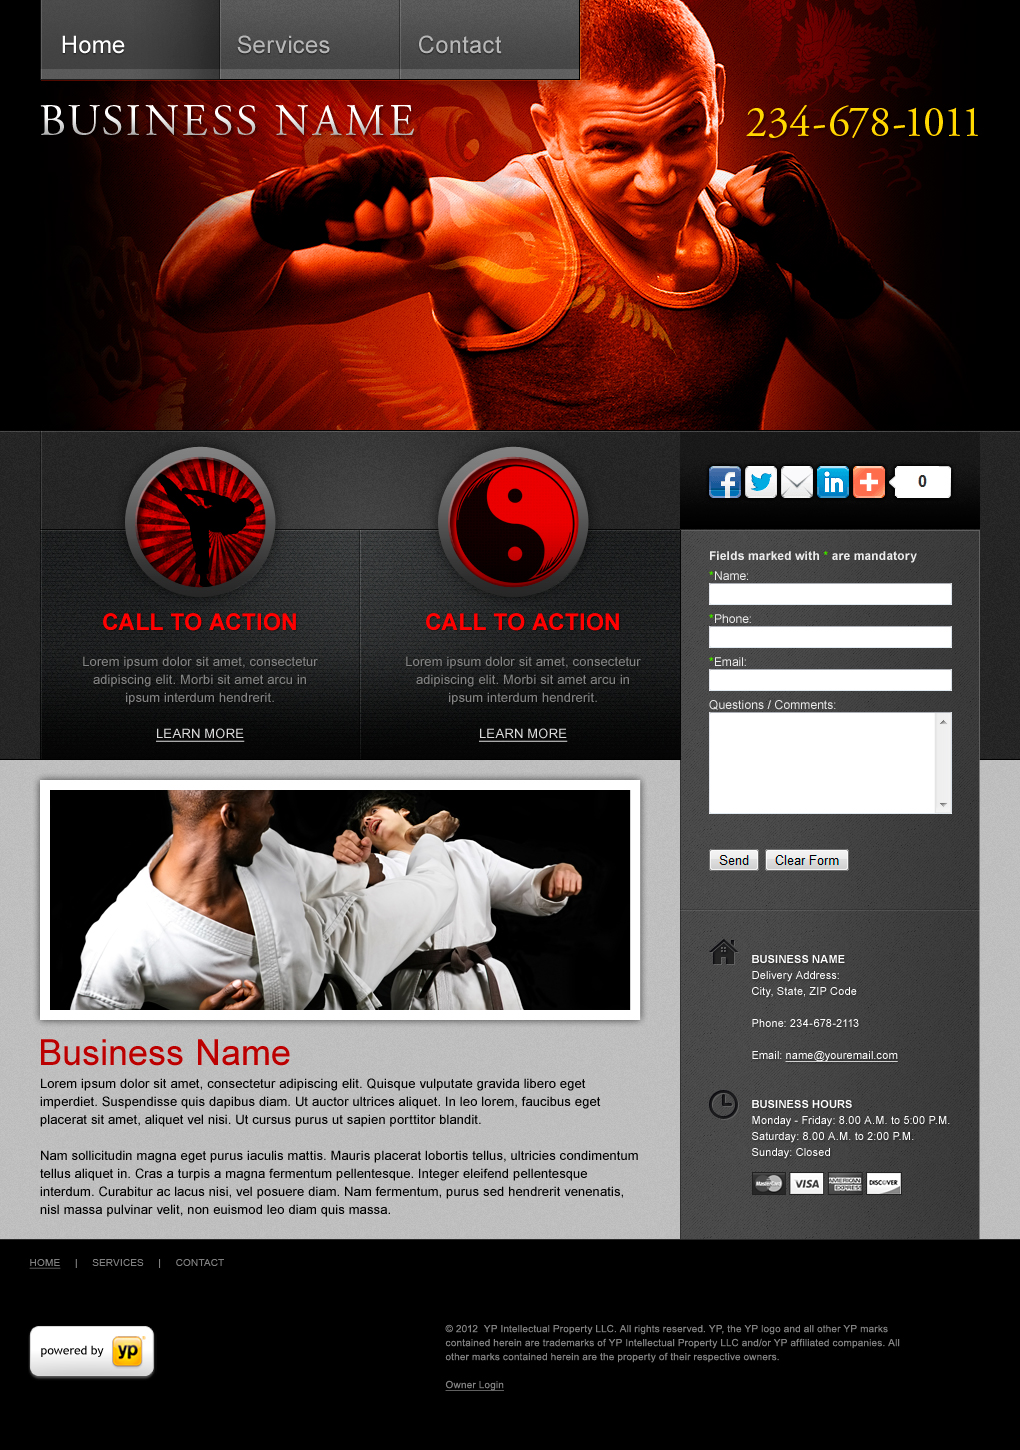 Home
Services
Contact
BUSINESS NAME
234-678-1011
0
CALL TO ACTION
Lorem ipsum dolor sit amet, consectetur
adipiscing elit. Morbi sit amet arcu in
ipsum interdum hendrerit.
LEARN MORE
CALL TO ACTION
Lorem ipsum dolor sit amet, consectetur
adipiscing elit. Morbi sit amet arcu in
ipsum interdum hendrerit.
LEARN MORE
Fields marked with * are mandatory
*Name:
*Phone:
*Email:
Questions / Comments:
Send
Clear Form
BUSINESS NAME
Delivery Address:
City, State, ZIP Code
Phone: 234-678-2113
Email: name@youremail.com
BUSINESS HOURS
Monday - Friday: 8.00 A.M. to 5:00 P.M.
Saturday: 8.00 A.M. to 2:00 P.M.
Sunday: Closed
MasterCard
VISA
AMERICAN EXPRESS
DISCOVER
Business Name
Lorem ipsum dolor sit amet, consectetur adipiscing elit. Quisque vulputate gravida libero eget
imperdiet. Suspendisse quis dapibus diam. Ut auctor ultrices aliquet. In leo lorem, faucibus eget
placerat sit amet, aliquet vel nisi. Ut cursus purus ut sapien porttitor blandit.
Nam sollicitudin magna eget purus iaculis mattis. Mauris placerat lobortis tellus, ultricies condimentum
tellus aliquet in. Cras a turpis a magna fermentum pellentesque. Integer eleifend pellentesque
interdum. Curabitur ac lacus nisi, vel posuere diam. Nam fermentum, purus sed hendrerit venenatis,
nisl massa pulvinar velit, non euismod leo diam quis massa.
HOME | SERVICES | CONTACT
powered by yp
© 2012 YP Intellectual Property LLC. All rights reserved. YP, the YP logo and all other YP marks
contained herein are trademarks of YP Intellectual Property LLC and/or YP affiliated companies. All
other marks contained herein are the property of their respective owners.
Owner Login